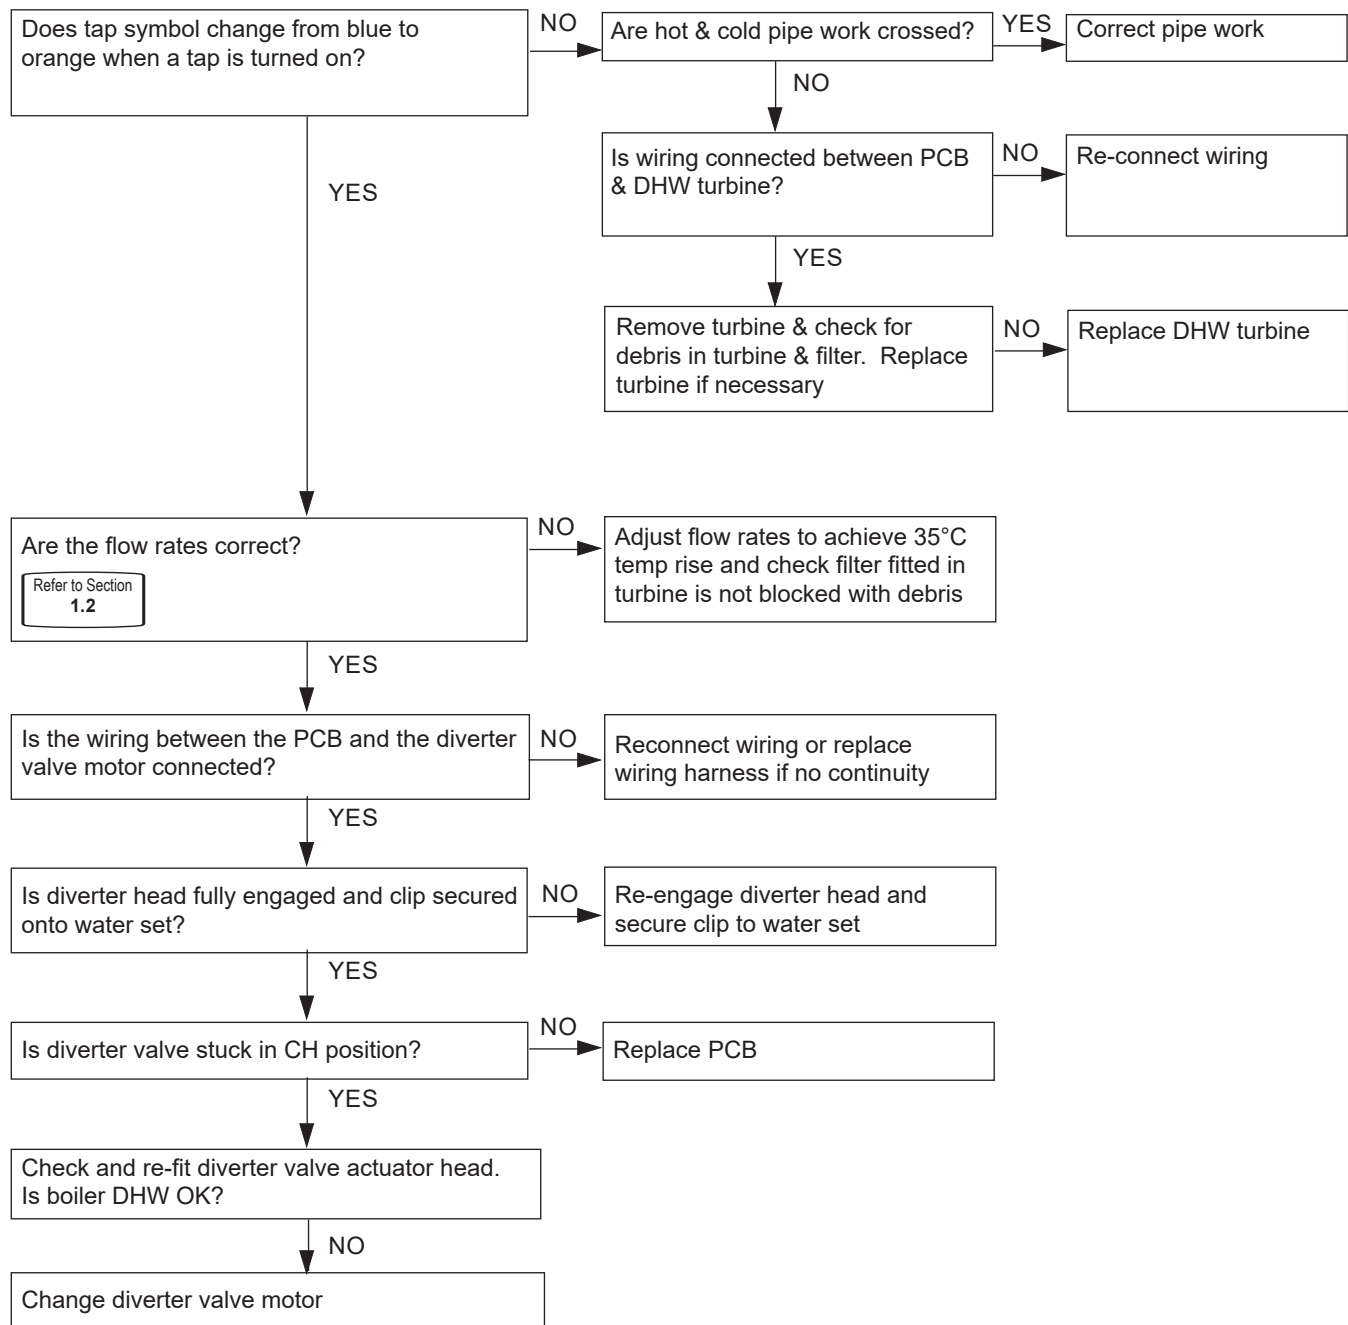 Does tap symbol change from blue to
orange when a tap is turned on?
NO
Are hot & cold pipe work crossed?
YES
Correct pipe work
NO
Is wiring connected between PCB
& DHW turbine?
NO
Re-connect wiring
YES
YES
Remove turbine & check for
debris in turbine & filter.  Replace
turbine if necessary
NO
Replace DHW turbine
Are the flow rates correct?
Refer to Section
1.2
NO
Adjust flow rates to achieve 35°C
temp rise and check filter fitted in
turbine is not blocked with debris
YES
Is the wiring between the PCB and the diverter
valve motor connected?
NO
Reconnect wiring or replace
wiring harness if no continuity
YES
Is diverter head fully engaged and clip secured
onto water set?
NO
Re-engage diverter head and
secure clip to water set
YES
Is diverter valve stuck in CH position?
NO
Replace PCB
YES
Check and re-fit diverter valve actuator head.
Is boiler DHW OK?
NO
Change diverter valve motor